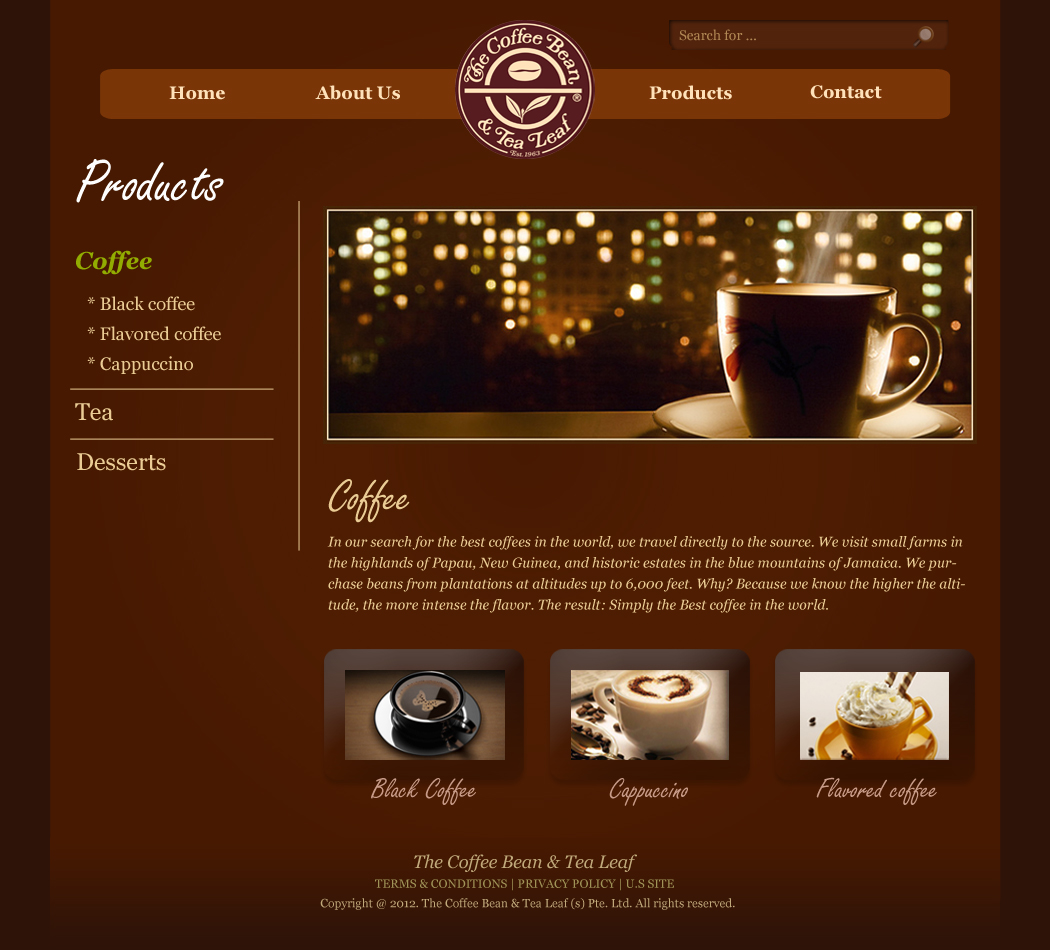 Search for ...
Home
About Us
The Coffee Bean
®
& Tea Leaf
Est. 1963
Products
Contact
Products
Coffee
* Black coffee
* Flavored coffee
* Cappuccino
Tea
Desserts
Coffee
In our search for the best coffees in the world, we travel directly to the source. We visit small farms in
the highlands of Papau, New Guinea, and historic estates in the blue mountains of Jamaica. We pur-
chase beans from plantations at altitudes up to 6,000 feet. Why? Because we know the higher the alti-
tude, the more intense the flavor. The result: Simply the Best coffee in the world.
Black Coffee
Cappuccino
Flavored coffee
The Coffee Bean & Tea Leaf
TERMS & CONDITIONS | PRIVACY POLICY | U.S SITE
Copyright @ 2012. The Coffee Bean & Tea Leaf (s) Pte. Ltd. All rights reserved.